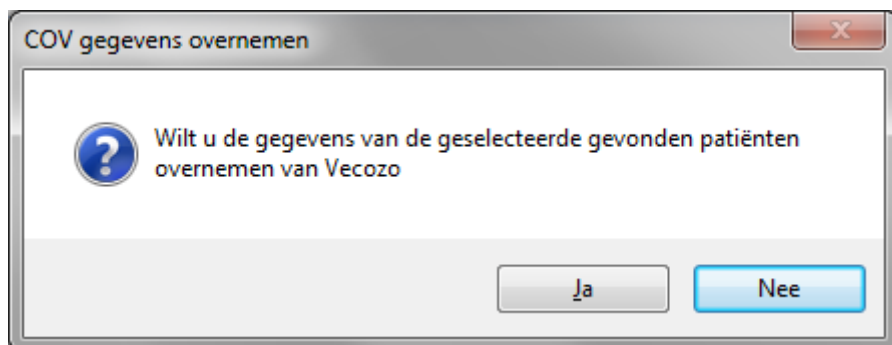 COV gegevens overnemen
Wilt u de gegevens van de geselecteerde gevonden patiënten
overnemen van Vecozo
Ja
Nee